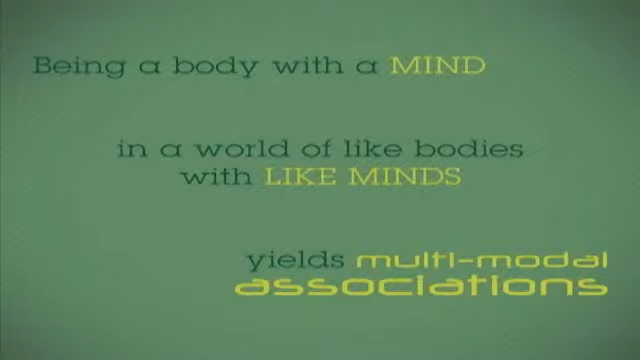 Being a body with a MIND
in a world of like bodies
with LIKE MINDS
yields multi-modal
associations